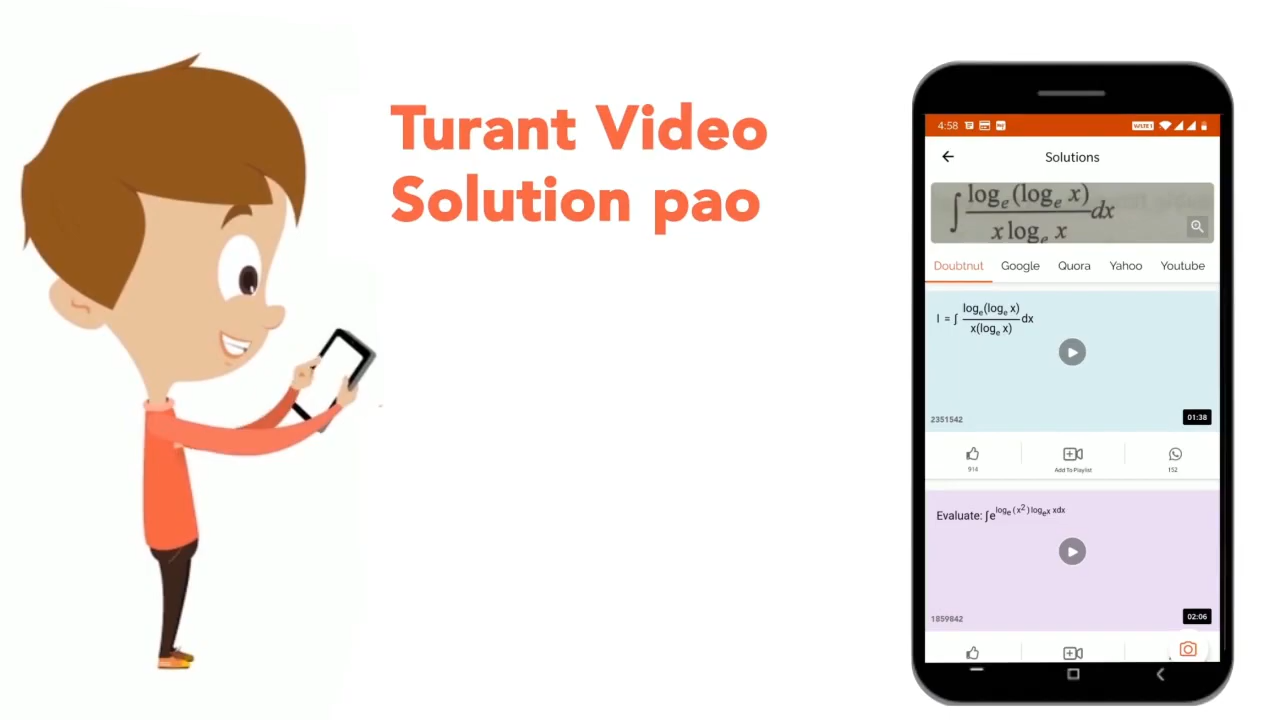 Turant Video
Solution pao
4:58
Solutions
∫ logₑ(logₑ x) / x logₑ x dx
Doubtnut Google Quora Yahoo Youtube
I = ∫ logₑ(logₑ x) / x(logₑ x) dx
2351542 01:38
914 Add To Playlist 152
Evaluate: ∫e^logₑ(x²)logₑx xdx
1859842 02:06